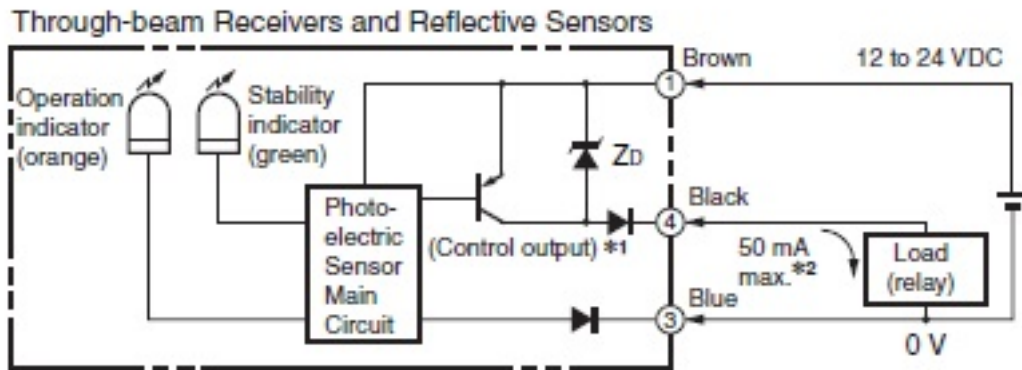 Through-beam Receivers and Reflective Sensors
Operation
indicator
(orange)
Stability
indicator
(green)
Photo-
electric
Sensor
Main
Circuit
ZD
(Control output) *1
1
Brown
12 to 24 VDC
4
Black
50 mA
max.*2
Load
(relay)
3
Blue
0 V